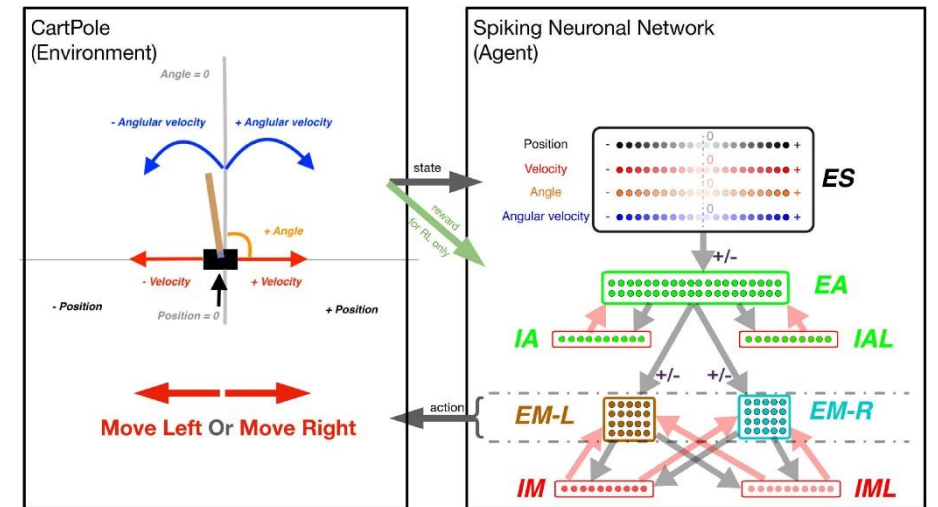 CartPole
(Environment)
Angle = 0
- Anglular velocity
+ Anglular velocity
+ Angle
- Velocity
+ Velocity
- Position
Position = 0
+ Position
Move Left Or Move Right
state
reward
for RL only
action
Spiking Neuronal Network
(Agent)
0
Position - +
0
Velocity - +
0
Angle - +
0
Angular velocity - +
ES
+/-
EA
IA
IAL
+/- +/-
EM-L
EM-R
IM
IML